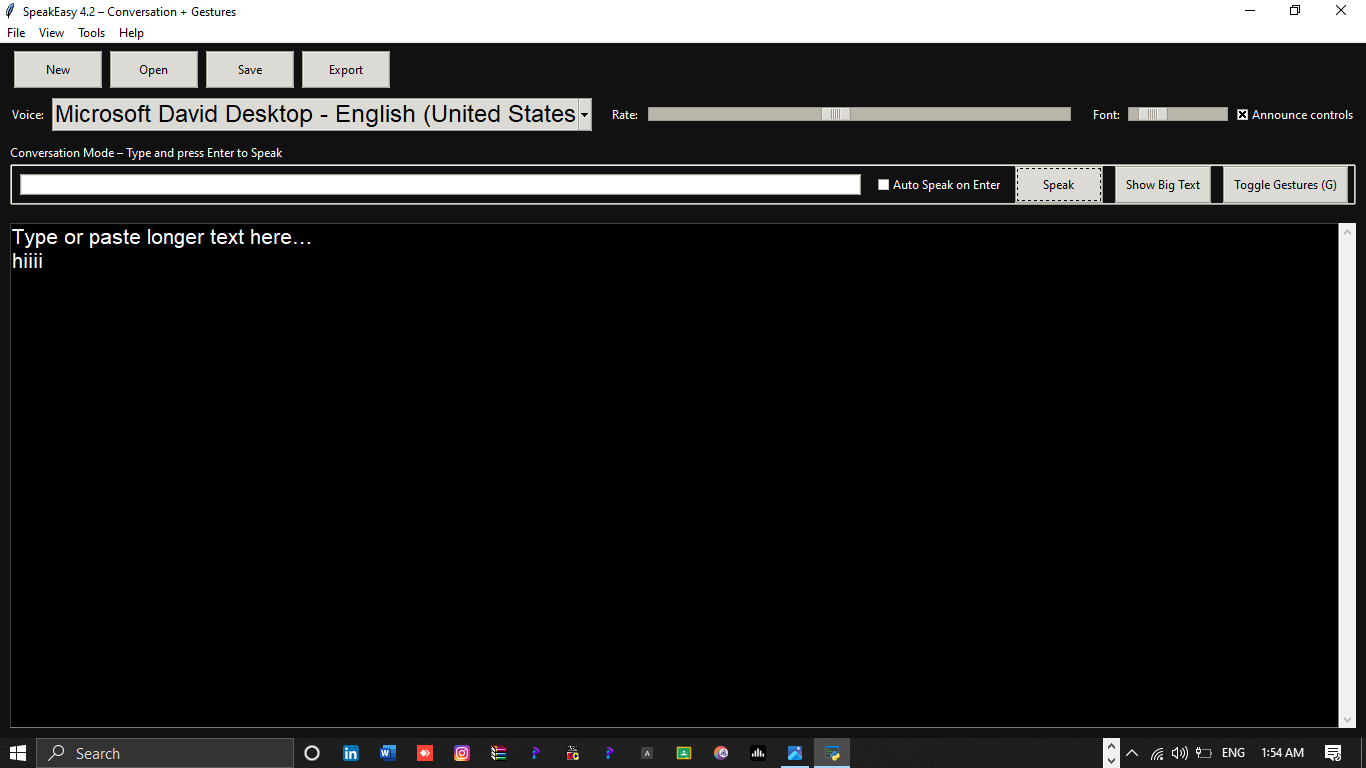 SpeakEasy 4.2 – Conversation + Gestures
File View Tools Help
New Open Save Export
Voice: Microsoft David Desktop - English (United States Rate: Font: Announce controls
Conversation Mode – Type and press Enter to Speak
Auto Speak on Enter Speak Show Big Text Toggle Gestures (G)
Type or paste longer text here…
hiiii
Search ENG 1:54 AM